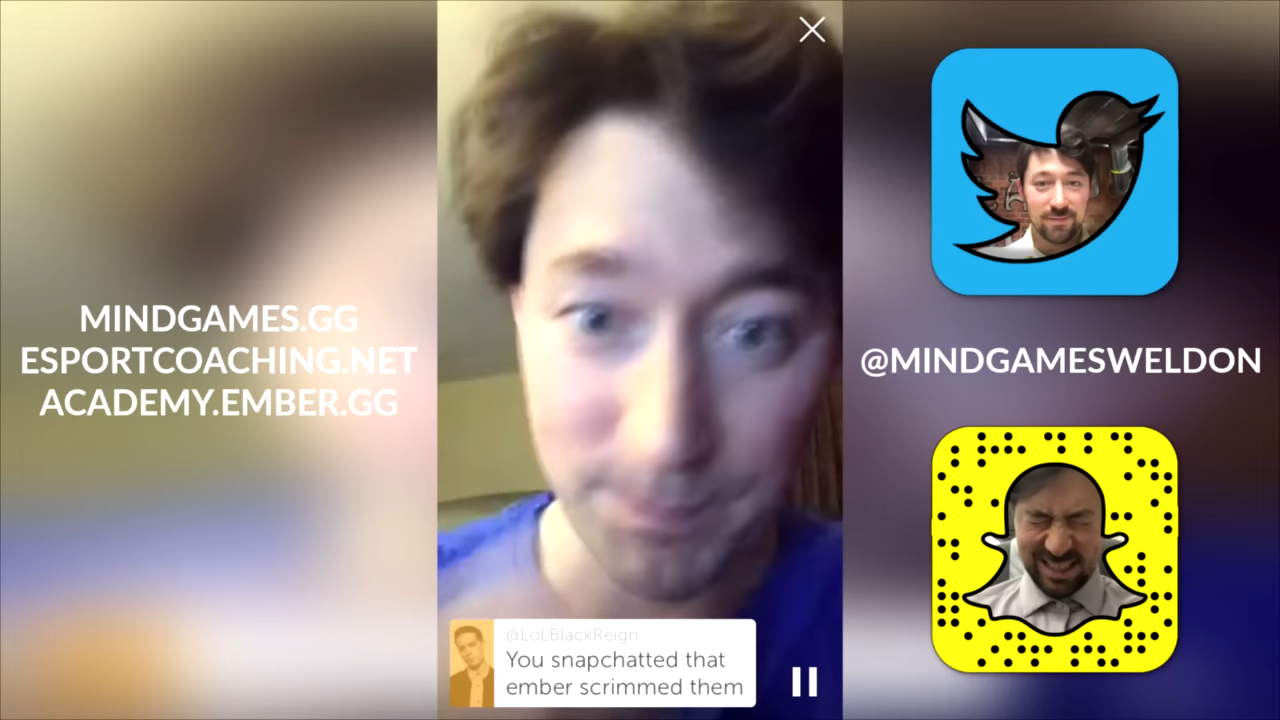 MINDGAMES.GG
ESPORTCOACHING.NET
ACADEMY.EMBER.GG
@MINDGAMESWELDON
@LoLBlackReign
You snapchatted that
ember scrimmed them